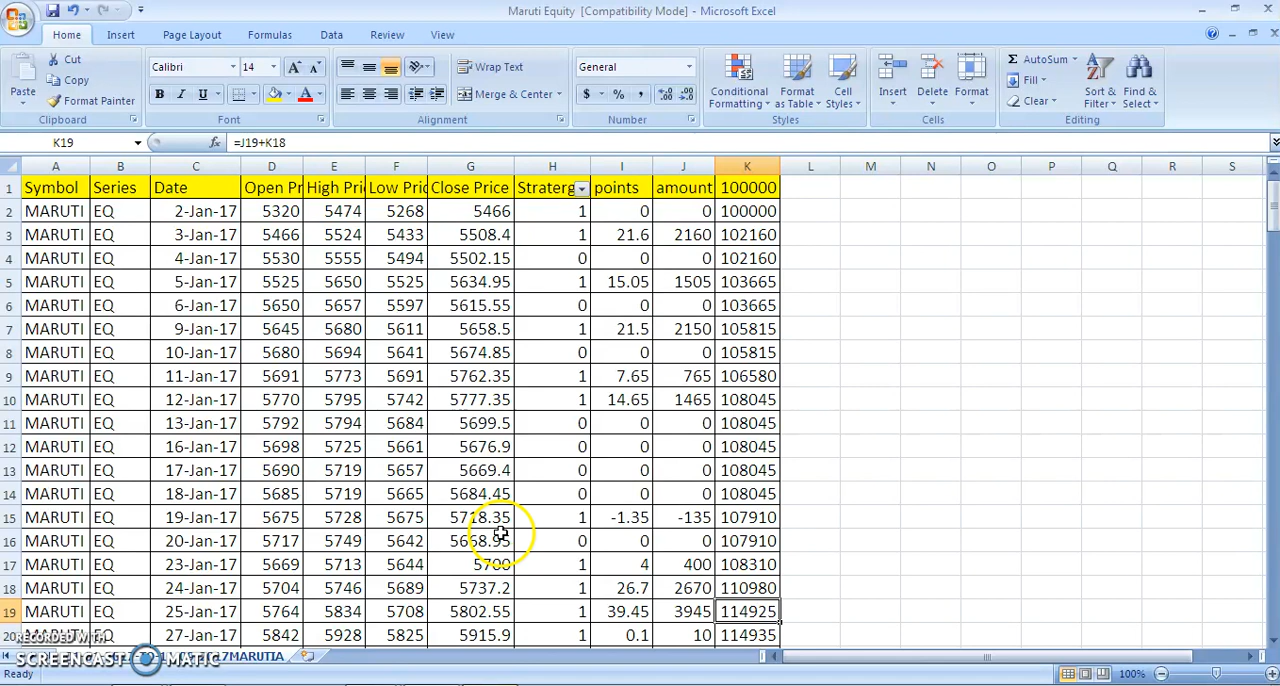 Maruti Equity [Compatibility Mode] - Microsoft Excel
Home Insert Page Layout Formulas Data Review View
Cut
Copy
Format Painter
Paste
Clipboard
Calibri 14
B I U
Font
Wrap Text
Merge & Center
Alignment
General
$ % ,
Number
Conditional Formatting
Format as Table
Cell Styles
Styles
Insert Delete Format
Cells
AutoSum
Fill
Clear
Sort & Filter
Find & Select
Editing
K19 fx =J19+K18
A B C D E F G H I J K L M N O P Q R S
1 Symbol Series Date Open Pr High Pri Low Pric Close Price Straterg points amount 100000
2 MARUTI EQ 2-Jan-17 5320 5474 5268 5466 1 0 0 100000
3 MARUTI EQ 3-Jan-17 5466 5524 5433 5508.4 1 21.6 2160 102160
4 MARUTI EQ 4-Jan-17 5530 5555 5494 5502.15 0 0 0 102160
5 MARUTI EQ 5-Jan-17 5525 5650 5525 5634.95 1 15.05 1505 103665
6 MARUTI EQ 6-Jan-17 5650 5657 5597 5615.55 0 0 0 103665
7 MARUTI EQ 9-Jan-17 5645 5680 5611 5658.5 1 21.5 2150 105815
8 MARUTI EQ 10-Jan-17 5680 5694 5641 5674.85 0 0 0 105815
9 MARUTI EQ 11-Jan-17 5691 5773 5691 5762.35 1 7.65 765 106580
10 MARUTI EQ 12-Jan-17 5770 5795 5742 5777.35 1 14.65 1465 108045
11 MARUTI EQ 13-Jan-17 5792 5794 5684 5699.5 0 0 0 108045
12 MARUTI EQ 16-Jan-17 5698 5725 5661 5676.9 0 0 0 108045
13 MARUTI EQ 17-Jan-17 5690 5719 5657 5669.4 0 0 0 108045
14 MARUTI EQ 18-Jan-17 5685 5719 5665 5684.45 0 0 0 108045
15 MARUTI EQ 19-Jan-17 5675 5728 5675 5718.35 1 -1.35 -135 107910
16 MARUTI EQ 20-Jan-17 5717 5749 5642 0 0 0 107910
17 MARUTI EQ 23-Jan-17 5669 5713 5644 5700 1 4 400 108310
18 MARUTI EQ 24-Jan-17 5704 5746 5689 5737.2 1 26.7 2670 110980
19 MARUTI EQ 25-Jan-17 5764 5834 5708 5802.55 1 39.45 3945 114925
20 MARUTI EQ 27-Jan-17 5842 5928 5825 5915.9 1 0.1 10 114935
RECORDED WITH
SCREENCAST MATIC
Ready 100%